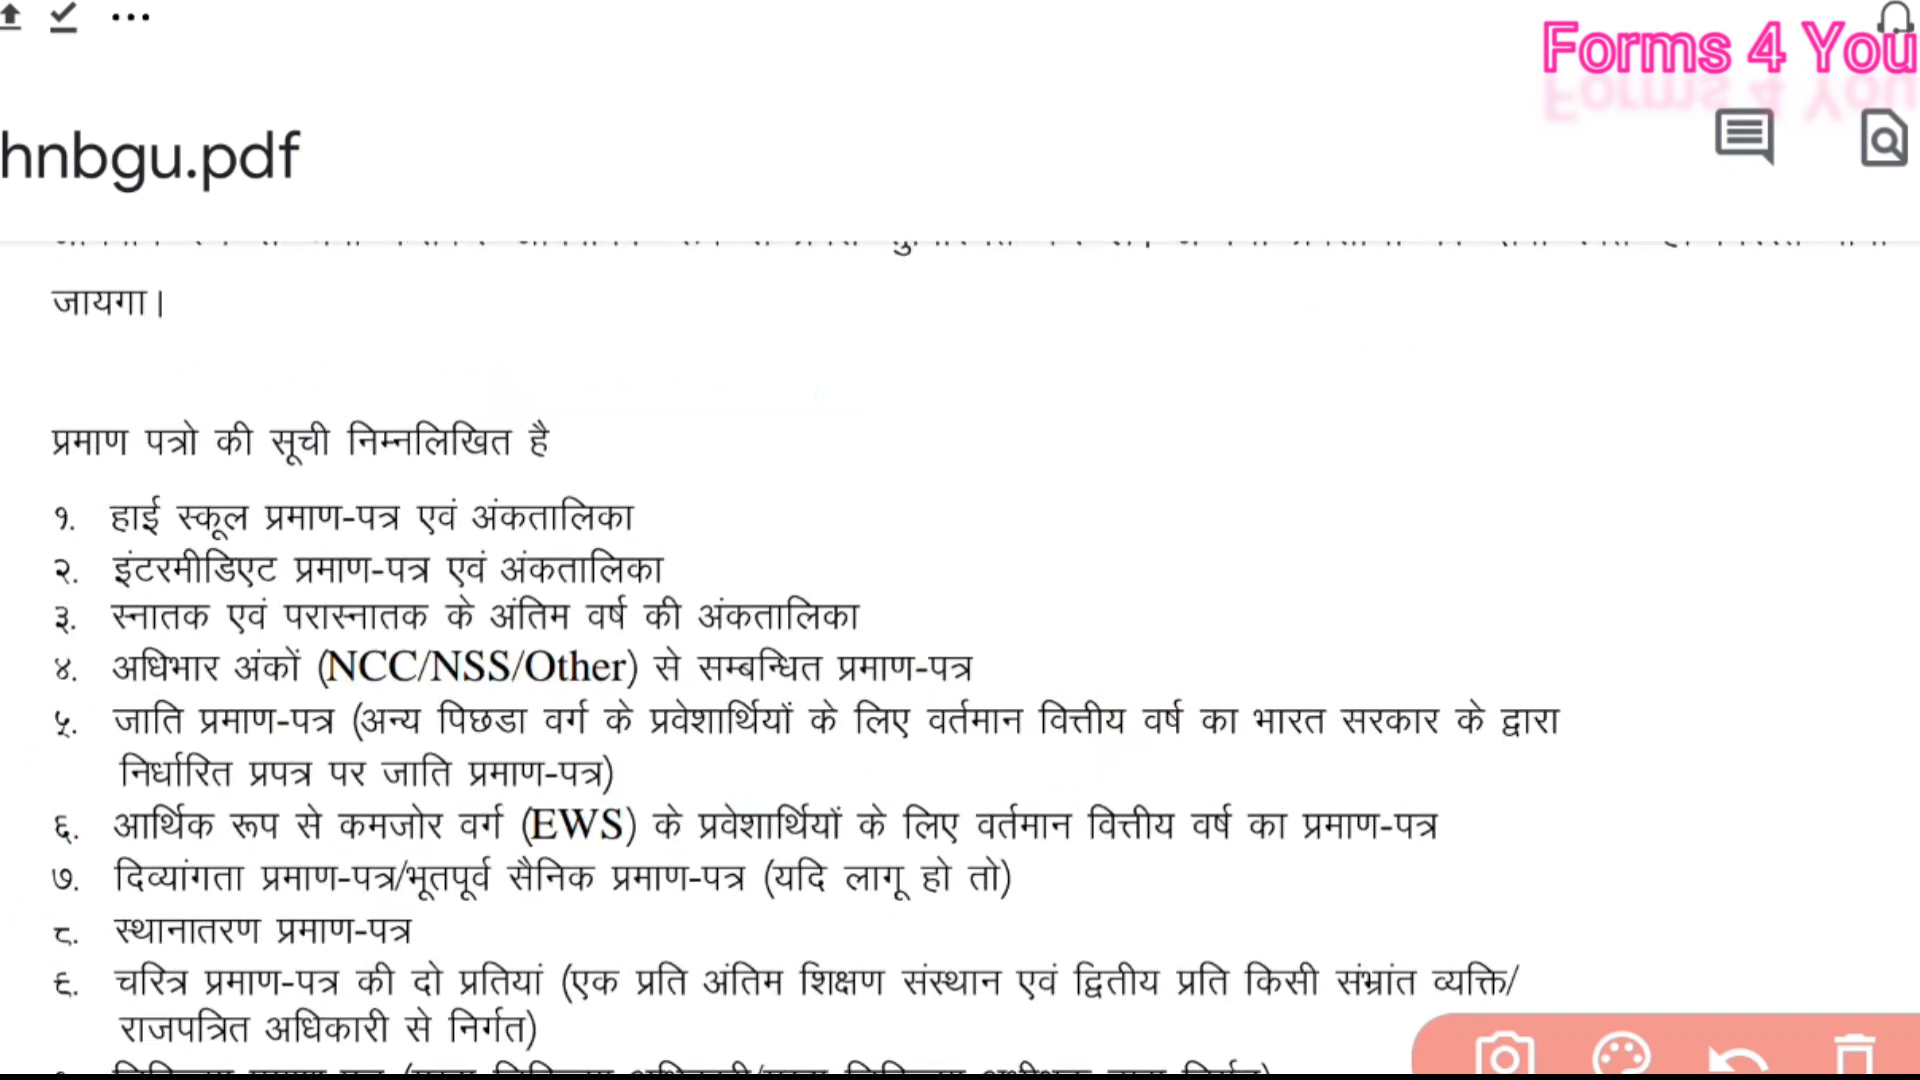 Forms 4 You
hnbgu.pdf
जायगा।
प्रमाण पत्रो की सूची निम्नलिखित है
१. हाई स्कूल प्रमाण-पत्र एवं अंकतालिका
२. इंटरमीडिएट प्रमाण-पत्र एवं अंकतालिका
३. स्नातक एवं परास्नातक के अंतिम वर्ष की अंकतालिका
४. अधिभार अंकों (NCC/NSS/Other) से सम्बन्धित प्रमाण-पत्र
५. जाति प्रमाण-पत्र (अन्य पिछडा वर्ग के प्रवेशार्थियों के लिए वर्तमान वित्तीय वर्ष का भारत सरकार के द्वारा
निर्धारित प्रपत्र पर जाति प्रमाण-पत्र)
६. आर्थिक रूप से कमजोर वर्ग (EWS) के प्रवेशार्थियों के लिए वर्तमान वित्तीय वर्ष का प्रमाण-पत्र
७. दिव्यांगता प्रमाण-पत्र/भूतपूर्व सैनिक प्रमाण-पत्र (यदि लागू हो तो)
८. स्थानातरण प्रमाण-पत्र
९. चरित्र प्रमाण-पत्र की दो प्रतियां (एक प्रति अंतिम शिक्षण संस्थान एवं द्वितीय प्रति किसी संभ्रांत व्यक्ति/
राजपत्रित अधिकारी से निर्गत)